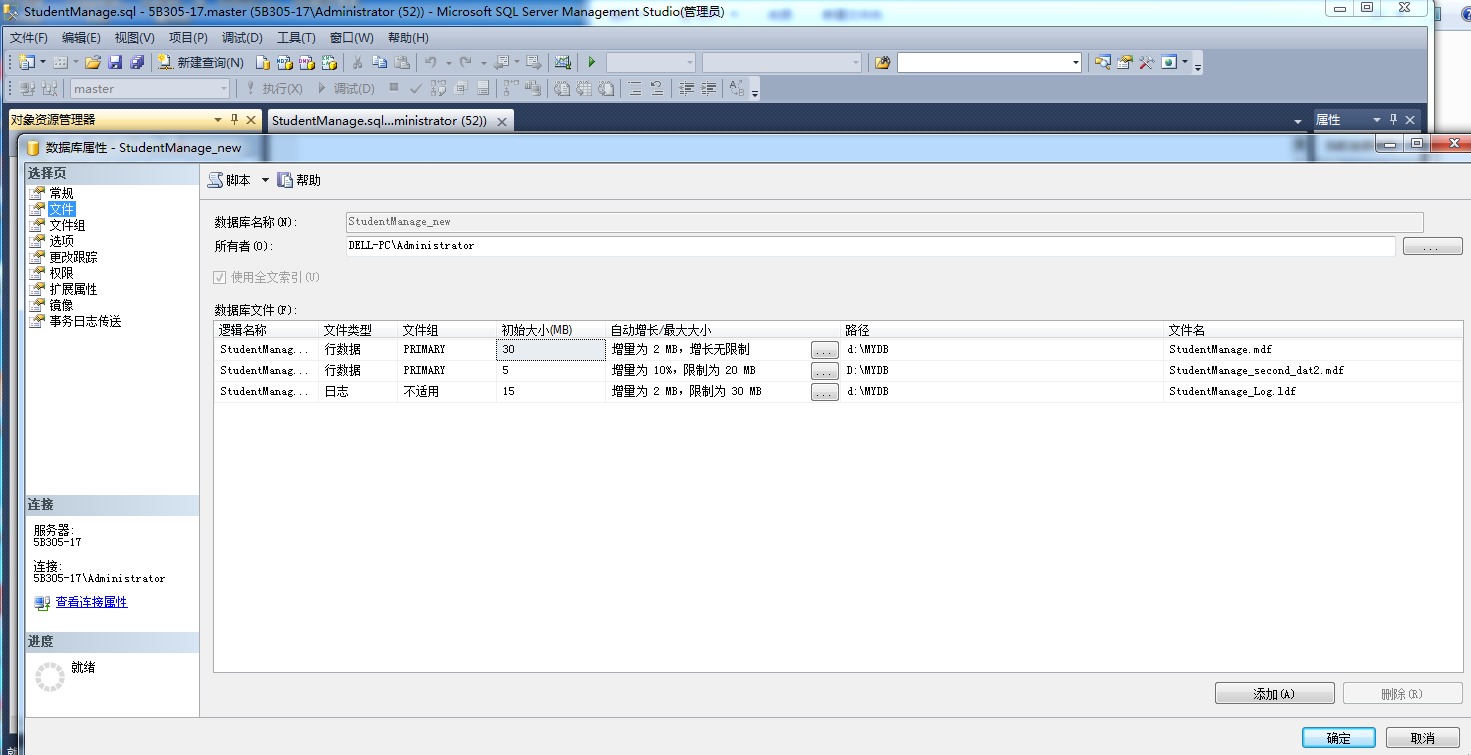 StudentManage.sql - 5B305-17.master (5B305-17\Administrator (52)) - Microsoft SQL Server Management Studio(管理员)
文件(F) 编辑(E) 视图(V) 项目(P) 调试(D) 工具(T) 窗口(W) 帮助(H)
新建查询(N)
master 执行(X) 调试(D)
对象资源管理器 StudentManage.sql...ministrator (52)) 属性
数据库属性 - StudentManage_new
选择页
常规
文件
文件组
选项
更改跟踪
权限
扩展属性
镜像
事务日志传送
连接
服务器:
5B305-17
连接:
5B305-17\Administrator
查看连接属性
进度
就绪
脚本 帮助
数据库名称(N): StudentManage_new
所有者(O): DELL-PC\Administrator ...
使用全文索引(U)
数据库文件(F):
逻辑名称 文件类型 文件组 初始大小(MB) 自动增长/最大大小 路径 文件名
StudentManag... 行数据 PRIMARY 30 增量为 2 MB，增长无限制 ... d:\MYDB StudentManage.mdf
StudentManag... 行数据 PRIMARY 5 增量为 10%，限制为 20 MB ... D:\MYDB StudentManage_second_dat2.mdf
StudentManag... 日志 不适用 15 增量为 2 MB，限制为 30 MB ... d:\MYDB StudentManage_Log.ldf
添加(A) 删除(R)
确定 取消